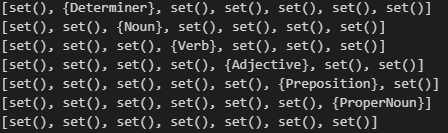 [set(), {Determiner}, set(), set(), set(), set(), set()]
[set(), set(), {Noun}, set(), set(), set(), set()]
[set(), set(), set(), {Verb}, set(), set(), set()]
[set(), set(), set(), set(), {Adjective}, set(), set()]
[set(), set(), set(), set(), set(), {Preposition}, set()]
[set(), set(), set(), set(), set(), set(), {ProperNoun}]
[set(), set(), set(), set(), set(), set(), set()]